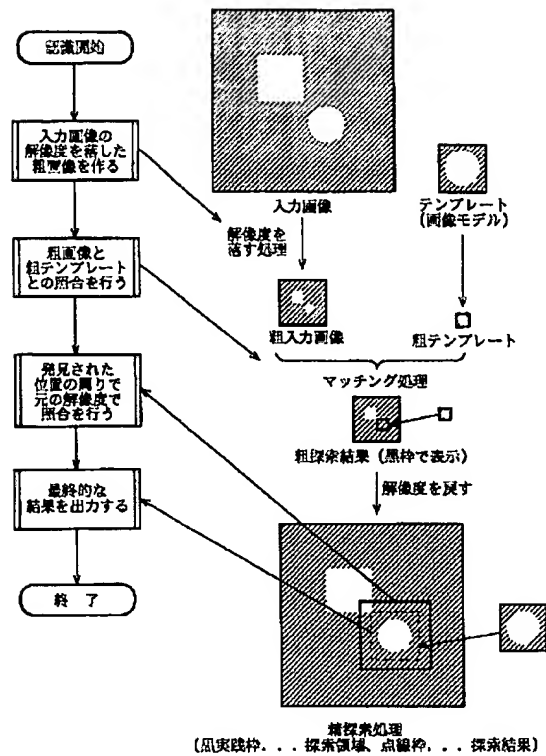 認識開始
入力画像の
解像度を落した
粗画像を作る
粗画像と
粗テンプレート
との照合を行う
発見された
位置の周りで
元の解像度で
照合を行う
最終的な
結果を出力する
終 了
入力画像
テンプレート
(画像モデル)
解像度を
落す処理
粗入力画像
粗テンプレート
マッチング処理
粗探索結果（黒枠で表示）
解像度を戻す
精探索処理
（黒実践枠．．．探索領域、点線枠．．．探索結果）